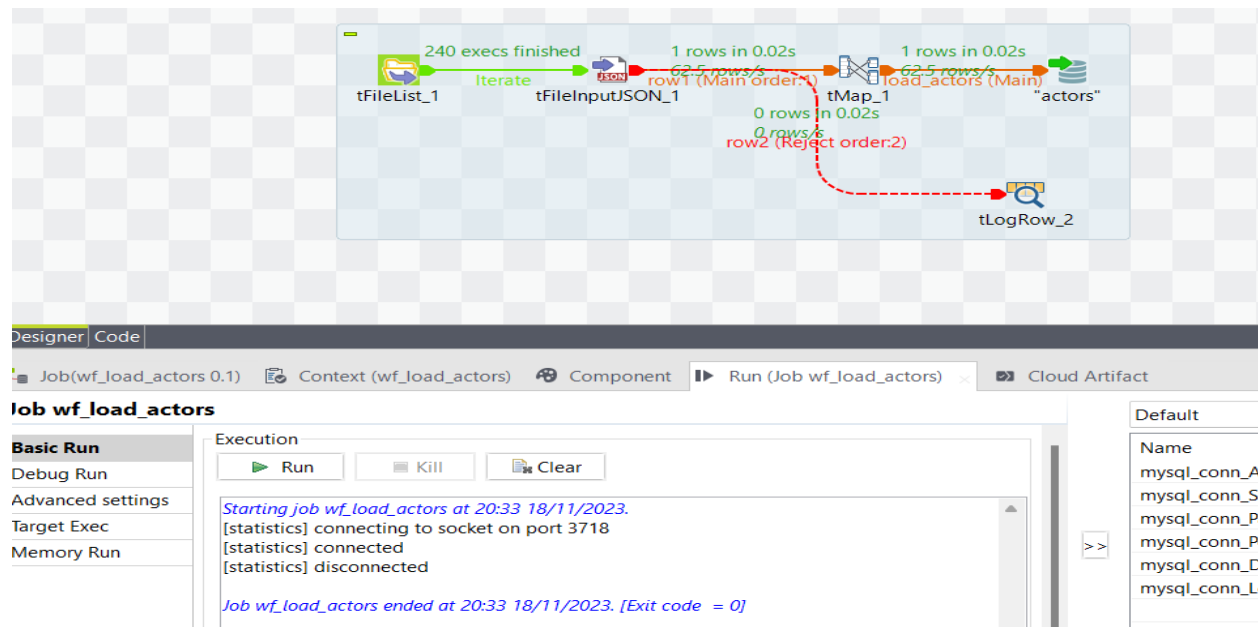 240 execs finished
Iterate
1 rows in 0.02s
62.5 rows/s
row1 (Main order:1)
1 rows in 0.02s
62.5 rows/s
load_actors (Main)
JSON
tFileList_1
tFileInputJSON_1
tMap_1
"actors"
0 rows in 0.02s
0 rows/s
row2 (Reject order:2)
tLogRow_2
Designer Code
Job(wf_load_actors 0.1) Context (wf_load_actors) Component Run (Job wf_load_actors) Cloud Artifact
Job wf_load_actors
Default
Basic Run
Debug Run
Advanced settings
Target Exec
Memory Run
Execution
Run Kill Clear
Starting job wf_load_actors at 20:33 18/11/2023.
[statistics] connecting to socket on port 3718
[statistics] connected
[statistics] disconnected
Job wf_load_actors ended at 20:33 18/11/2023. [Exit code = 0]
>>
Name
mysql_conn_A
mysql_conn_S
mysql_conn_P
mysql_conn_P
mysql_conn_D
mysql_conn_L